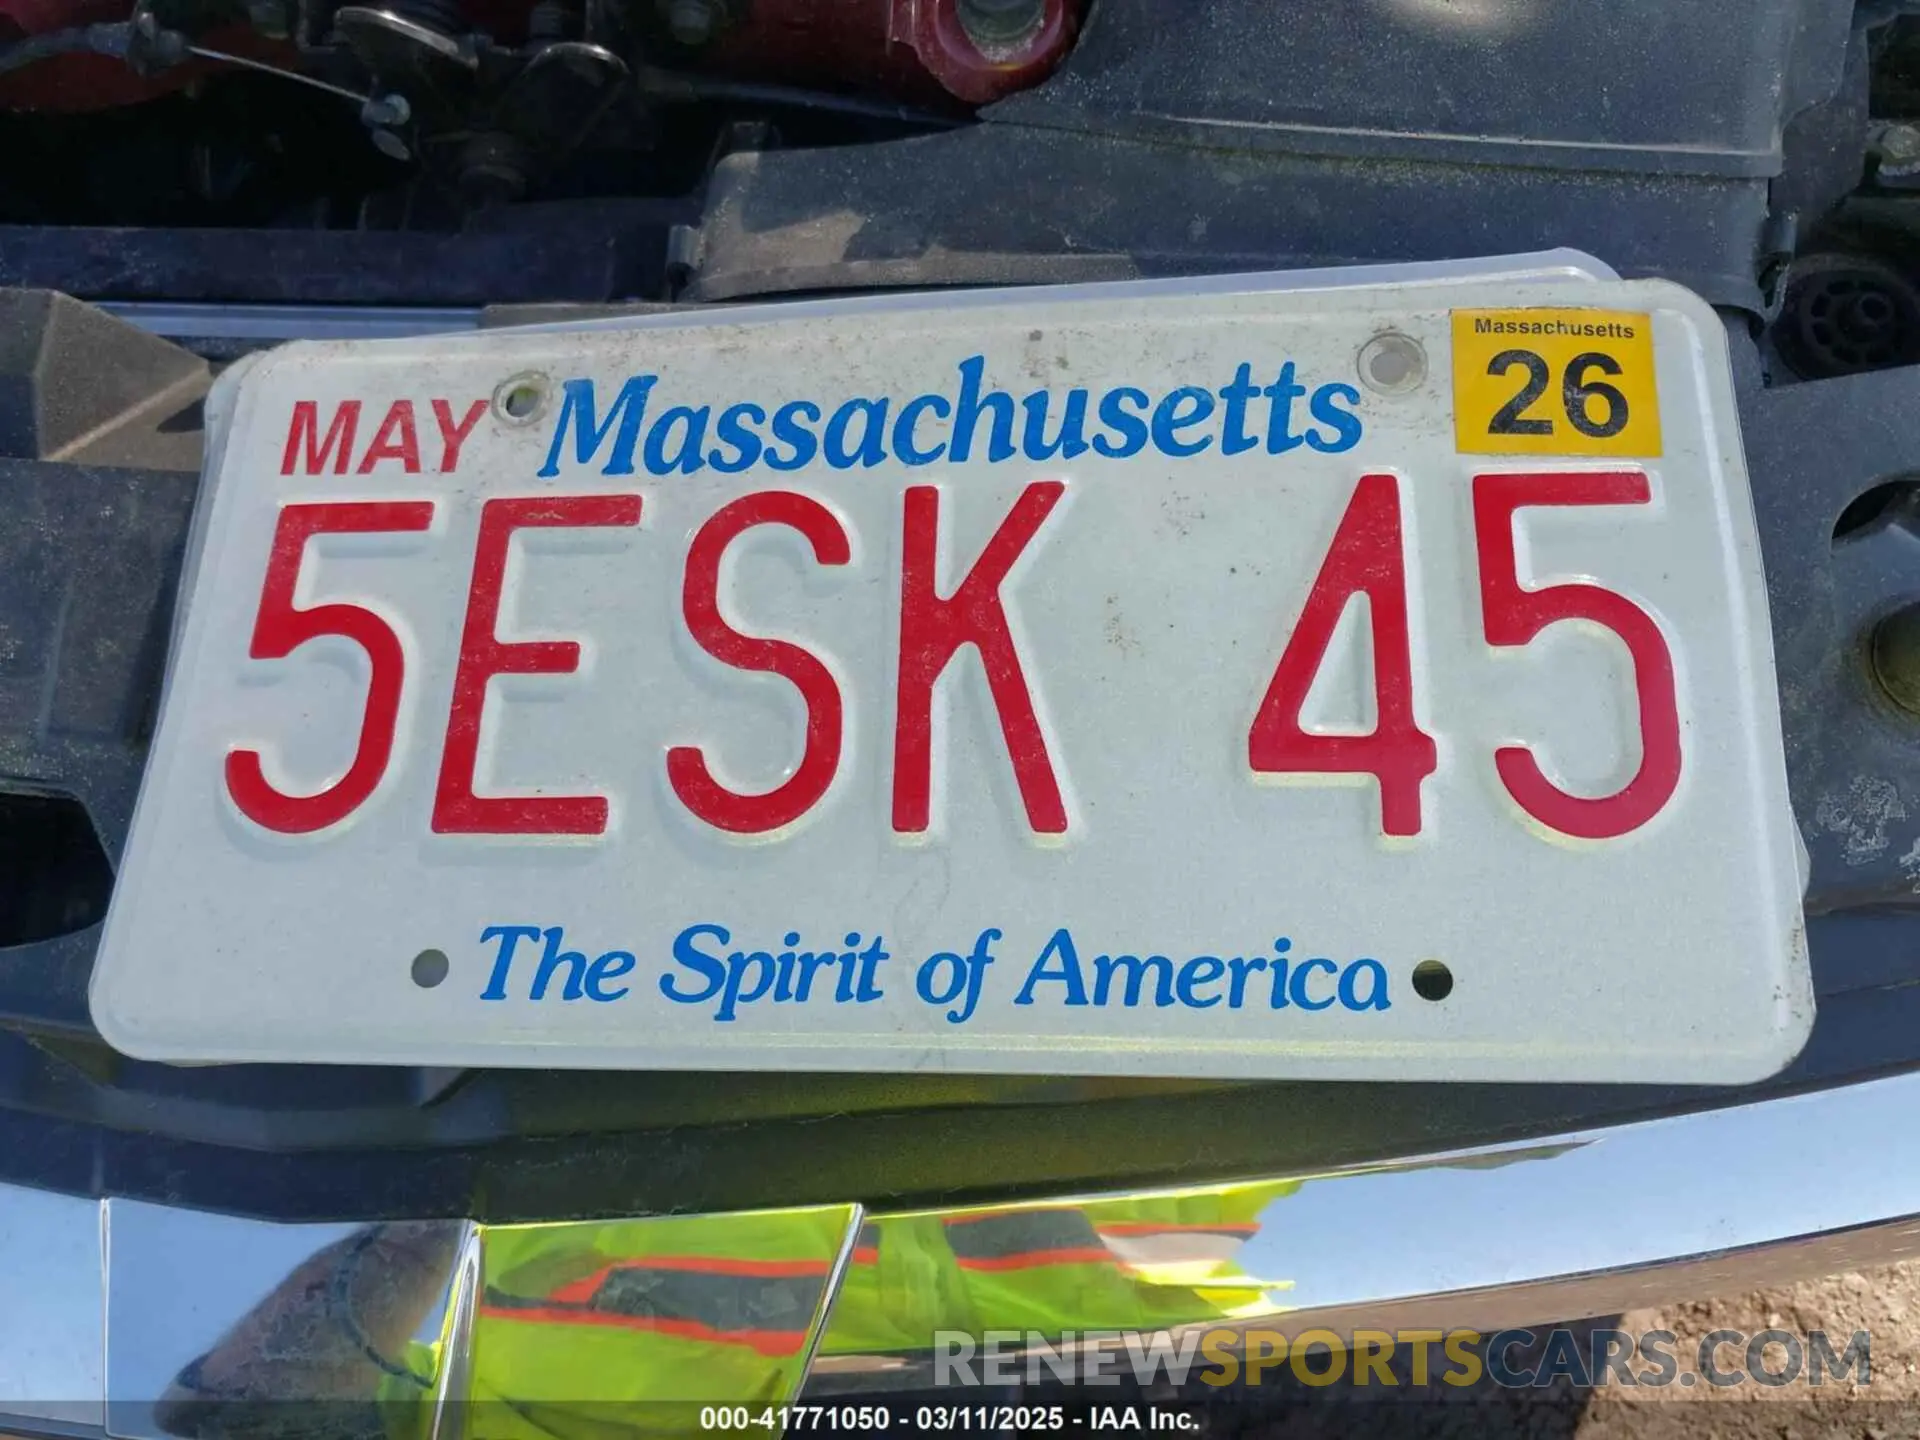 Massachusetts
26
MAY Massachusetts
5ESK 45
The Spirit of America
RENEWSPORTSCARS.COM
000-41771050 - 03/11/2025 - IAA Inc.